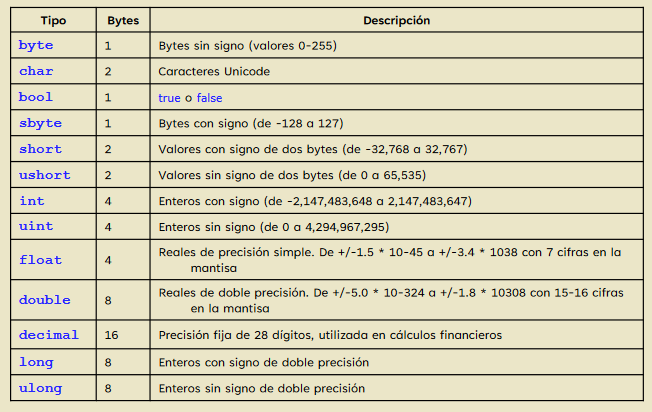 Tipo Bytes Descripción
byte 1 Bytes sin signo (valores 0-255)
char 2 Caracteres Unicode
bool 1 true o false
sbyte 1 Bytes con signo (de -128 a 127)
short 2 Valores con signo de dos bytes (de -32,768 a 32,767)
ushort 2 Valores sin signo de dos bytes (de 0 a 65,535)
int 4 Enteros con signo (de -2,147,483,648 a 2,147,483,647)
uint 4 Enteros sin signo (de 0 a 4,294,967,295)
float 4 Reales de precisión simple. De +/-1.5 * 10-45 a +/-3.4 * 1038 con 7 cifras en la
mantisa
double 8 Reales de doble precisión. De +/-5.0 * 10-324 a +/-1.8 * 10308 con 15-16 cifras
en la mantisa
decimal 16 Precisión fija de 28 dígitos, utilizada en cálculos financieros
long 8 Enteros con signo de doble precisión
ulong 8 Enteros sin signo de doble precisión